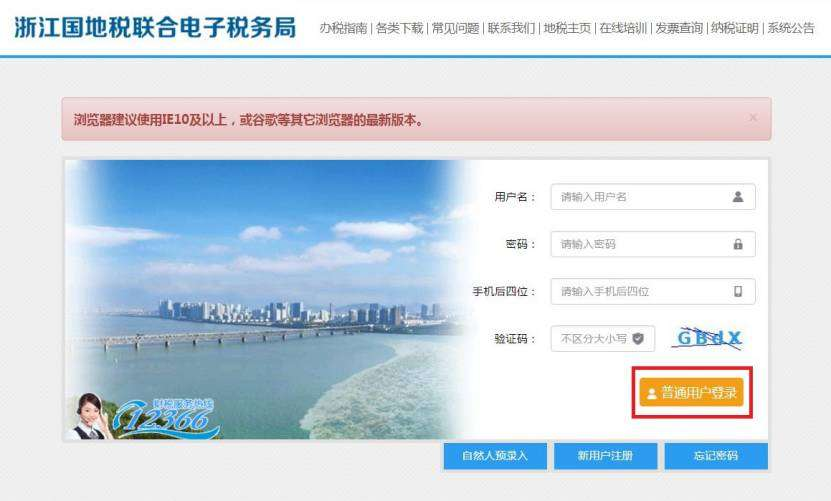 浙江国地税联合电子税务局
办税指南 | 各类下载 | 常见问题 | 联系我们 | 地税主页 | 在线培训 | 发票查询 | 纳税证明 | 系统公告
浏览器建议使用IE10及以上，或谷歌等其它浏览器的最新版本。 ×
用户名： 请输入用户名
密码： 请输入密码
手机后四位： 请输入手机后四位
验证码： 不区分大小写 GBdX
普通用户登录
财税服务热线
12366
自然人预录入 新用户注册 忘记密码